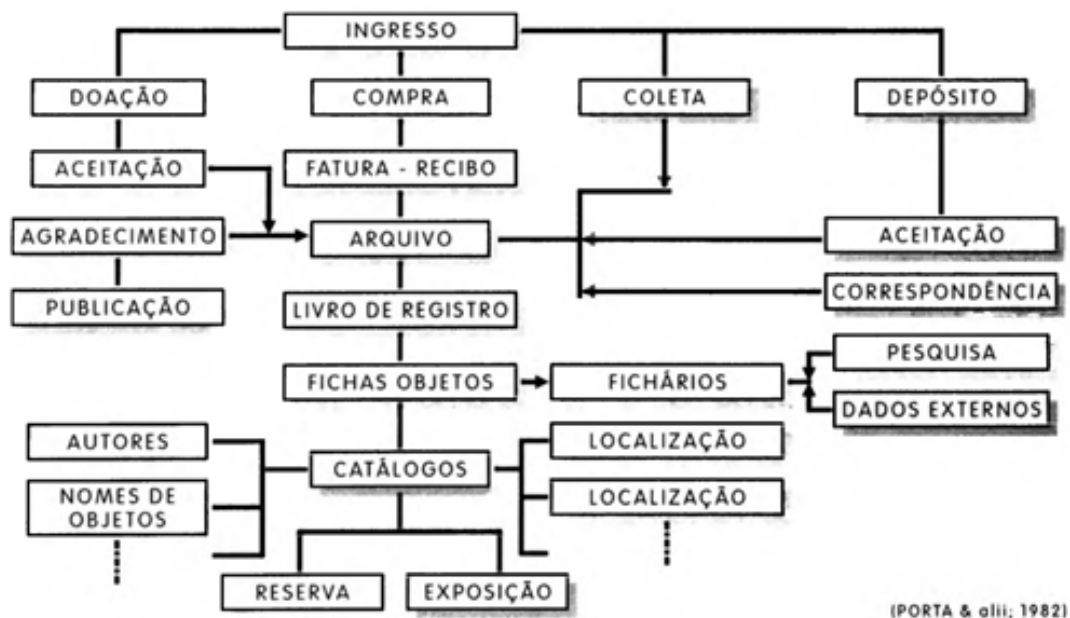 INGRESSO
DOAÇÃO
COMPRA
COLETA
DEPÓSITO
ACEITAÇÃO
FATURA - RECIBO
AGRADECIMENTO
ARQUIVO
ACEITAÇÃO
PUBLICAÇÃO
LIVRO DE REGISTRO
CORRESPONDÊNCIA
FICHAS OBJETOS
FICHÁRIOS
PESQUISA
DADOS EXTERNOS
AUTORES
CATÁLOGOS
LOCALIZAÇÃO
NOMES DE
OBJETOS
LOCALIZAÇÃO
RESERVA
EXPOSIÇÃO
(PORTA & alii; 1982)